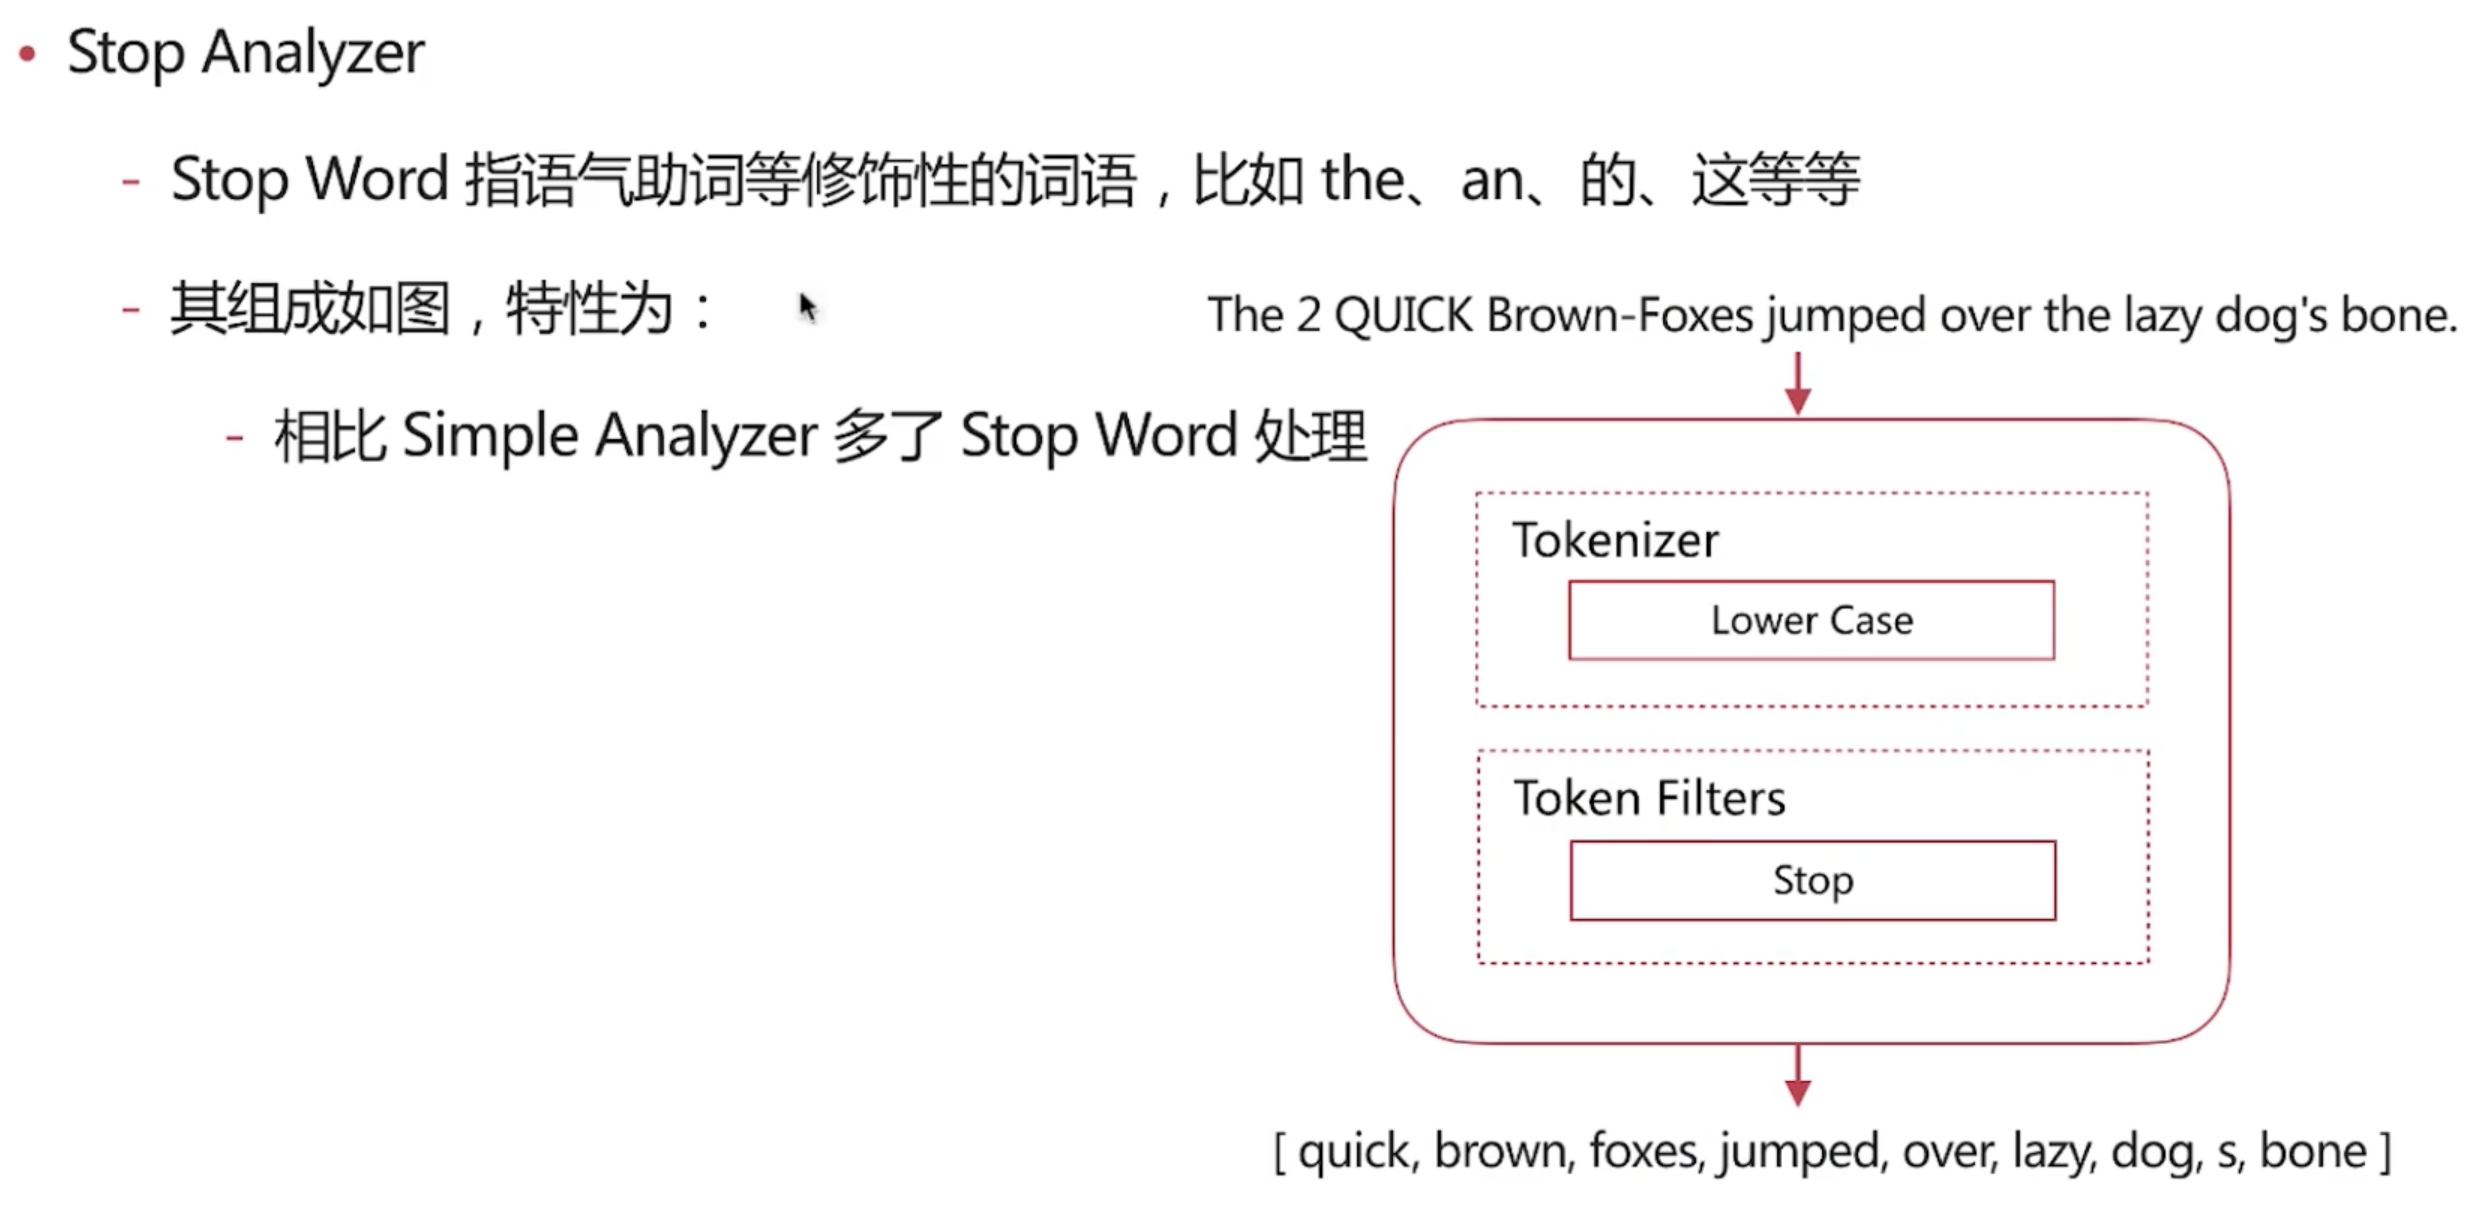 • Stop Analyzer
- Stop Word 指语气助词等修饰性的词语，比如 the、an、的、这等等
- 其组成如图，特性为：
- 相比 Simple Analyzer 多了 Stop Word 处理
The 2 QUICK Brown-Foxes jumped over the lazy dog's bone.
Tokenizer
Lower Case
Token Filters
Stop
[ quick, brown, foxes, jumped, over, lazy, dog, s, bone ]